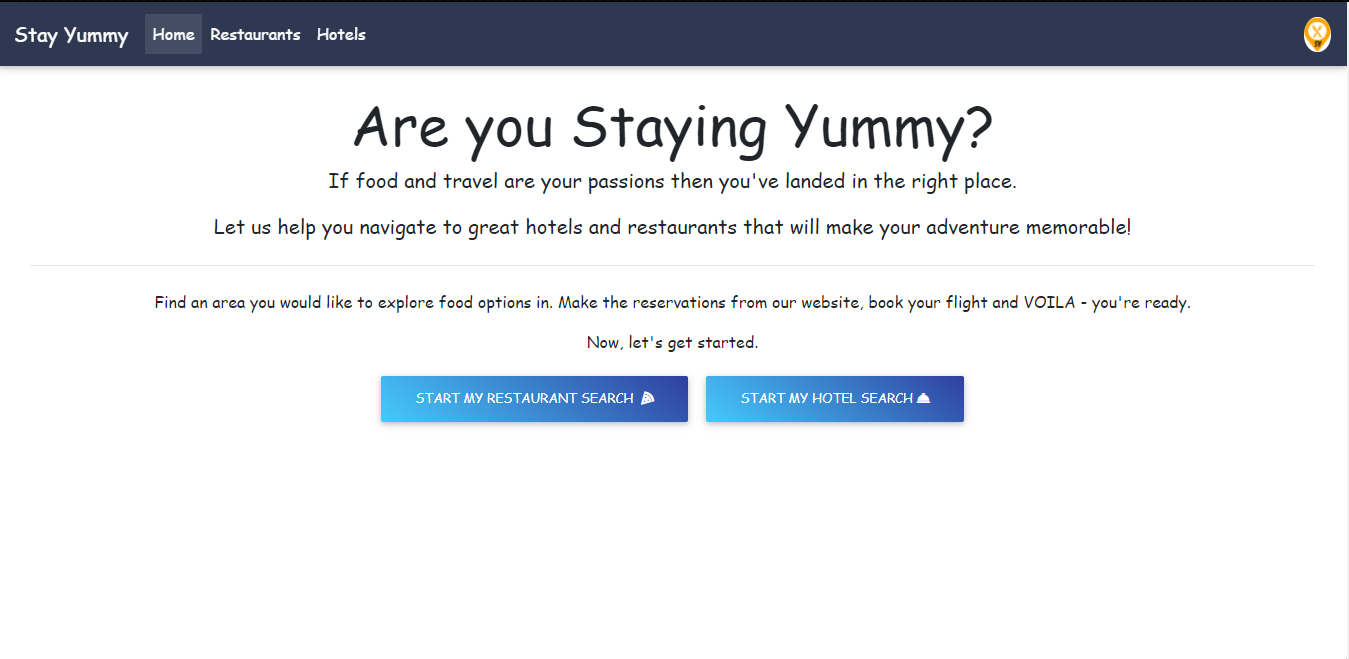 Stay Yummy Home Restaurants Hotels
Are you Staying Yummy?
If food and travel are your passions then you've landed in the right place.
Let us help you navigate to great hotels and restaurants that will make your adventure memorable!
Find an area you would like to explore food options in. Make the reservations from our website, book your flight and VOILA - you're ready.
Now, let's get started.
START MY RESTAURANT SEARCH START MY HOTEL SEARCH